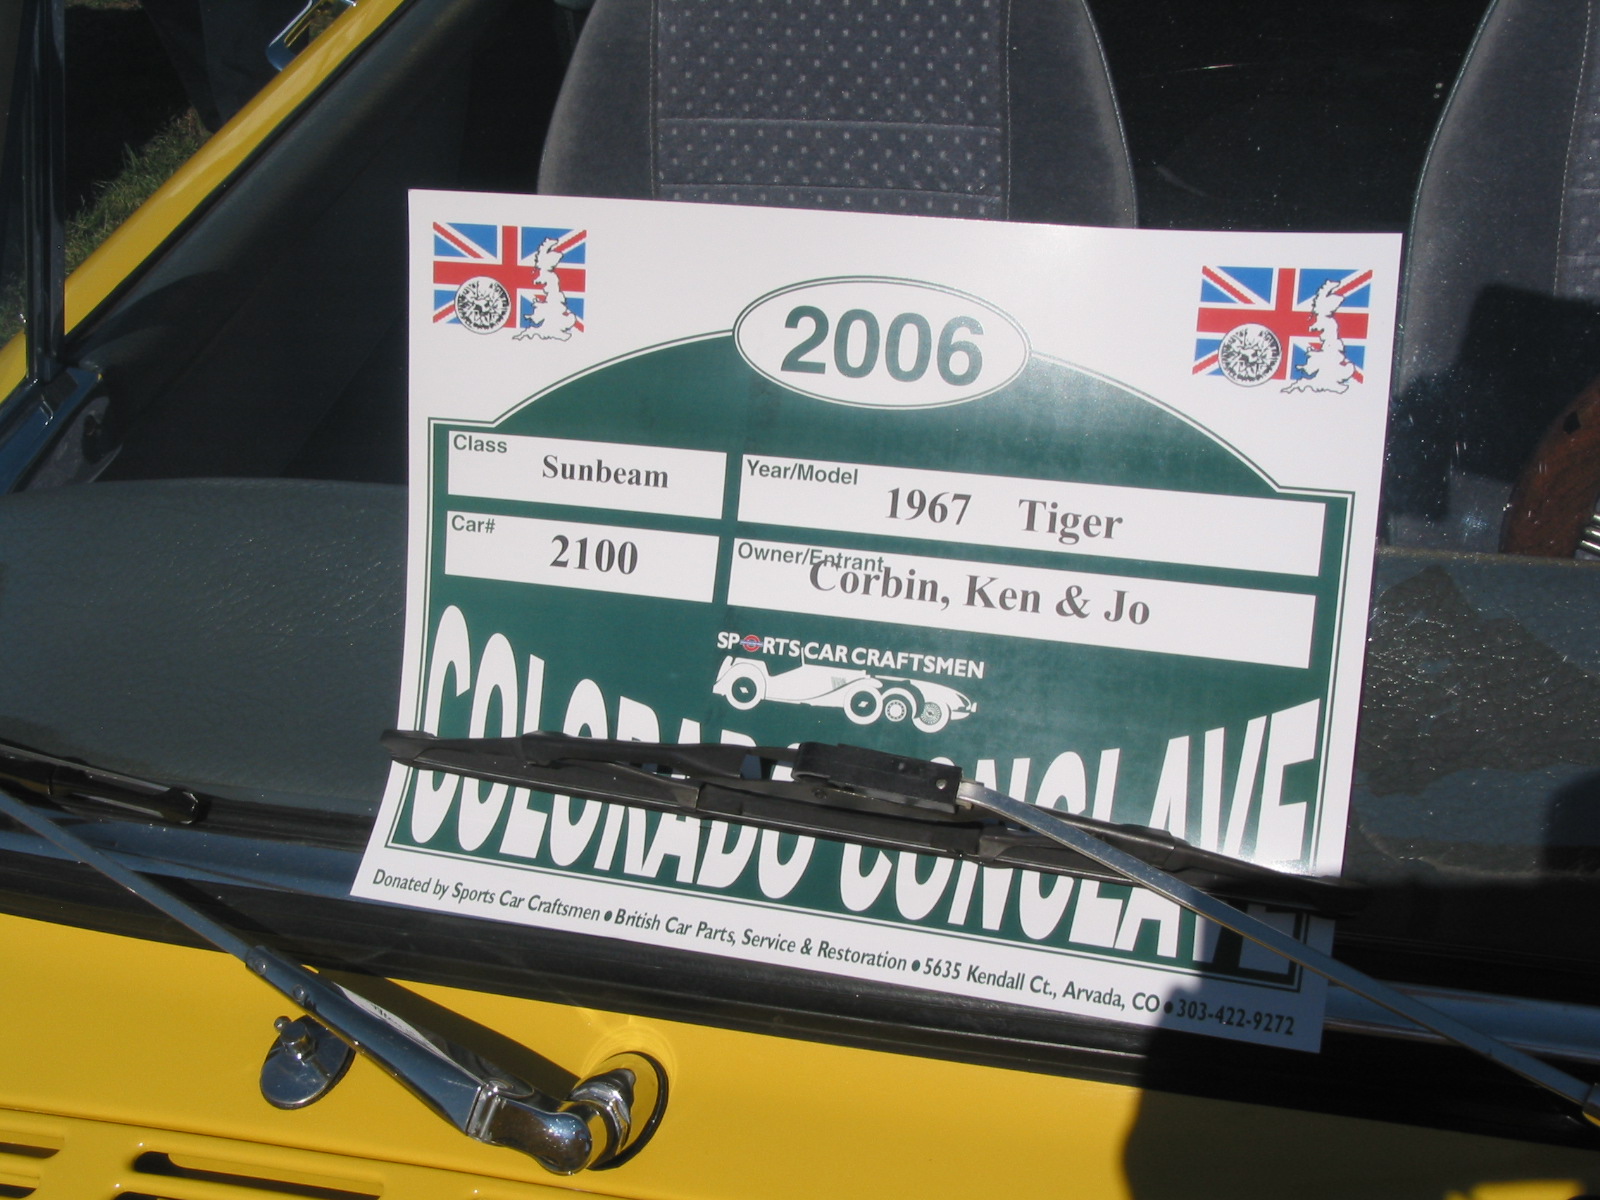 2006
Class
Sunbeam
Year/Model
1967 Tiger
Car#
2100
Owner/Entrant
Corbin, Ken & Jo
SPORTS CAR CRAFTSMEN
COLORADO CONCLAVE
Donated by Sports Car Craftsmen • British Car Parts, Service & Restoration • 5635 Kendall Ct., Arvada, CO • 303-422-9272